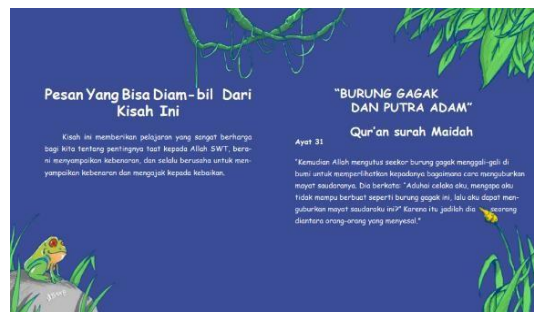 Pesan Yang Bisa Diam-bil Dari
Kisah Ini
Kisah ini memberikan pelajaran yang sangat berharga
bagi kita tentang pentingnya taat kepada Allah SWT, bera-
ni menyampaikan kebenaran, dan selalu berusaha untuk men-
yampaikan kebenaran dan mengajak kepada kebaikan.
"BURUNG GAGAK
DAN PUTRA ADAM"
Qur'an surah Maidah
Ayat 31
"Kemudian Allah mengutus seekor burung gagak menggali-gali di
bumi untuk memperlihatkan kepadanya bagaimana cara menguburkan
mayat saudaranya. Dia berkata: "Aduhai celaka aku, mengapa aku
tidak mampu berbuat seperti burung gagak ini, lalu aku dapat men-
guburkan mayat saudaraku ini?" Karena itu jadilah dia seorang
diantara orang-orang yang menyesal."